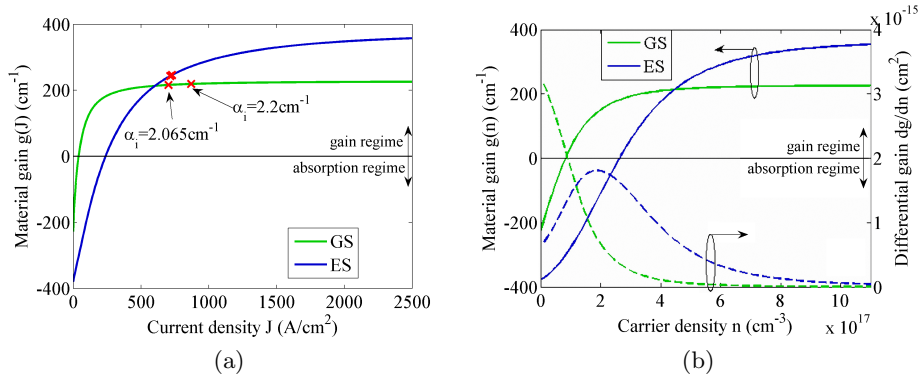 400
200
0
-200
-400
Material gain g(J) (cm⁻¹)
αᵢ=2.2cm⁻¹
αᵢ=2.065cm⁻¹
gain regime
absorption regime
GS
ES
0 500 1000 1500 2000 2500
Current density J (A/cm²)
(a)
x 10⁻¹⁵
400
200
0
-200
-400
Material gain g(n) (cm⁻¹)
GS
ES
gain regime
absorption regime
4
3
2
1
0
Differential gain dg/dn (cm²)
0 2 4 6 8 10
Carrier density n (cm⁻³) x 10¹⁷
(b)